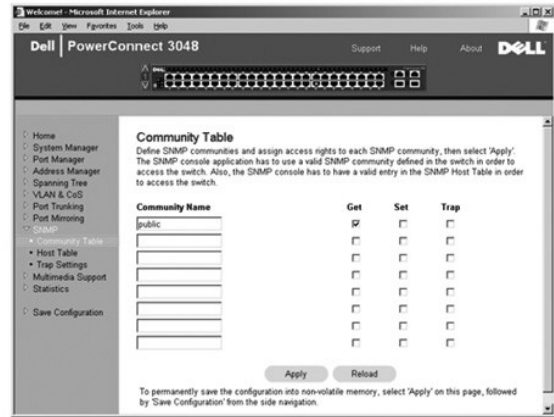 Welcome! - Microsoft Internet Explorer
File Edit View Favorites Tools Help
Dell | PowerConnect 3048
Support Help About DELL
Home
System Manager
Port Manager
Address Manager
Spanning Tree
VLAN & CoS
Port Trunking
Port Mirroring
SNMP
• Community Table
• Host Table
• Trap Settings
Multimedia Support
Statistics
Save Configuration
Community Table
Define SNMP communities and assign access rights to each SNMP community, then select 'Apply'.
The SNMP console application has to use a valid SNMP community defined in the switch in order
to access the switch. Also, the SNMP console has to have a valid entry in the SNMP Host Table in order
to access the switch.
Community Name Get Set Trap
public
Apply Reload
To permanently save the configuration into non-volatile memory, select 'Apply' on this page, followed
by 'Save Configuration' from the side navigation.